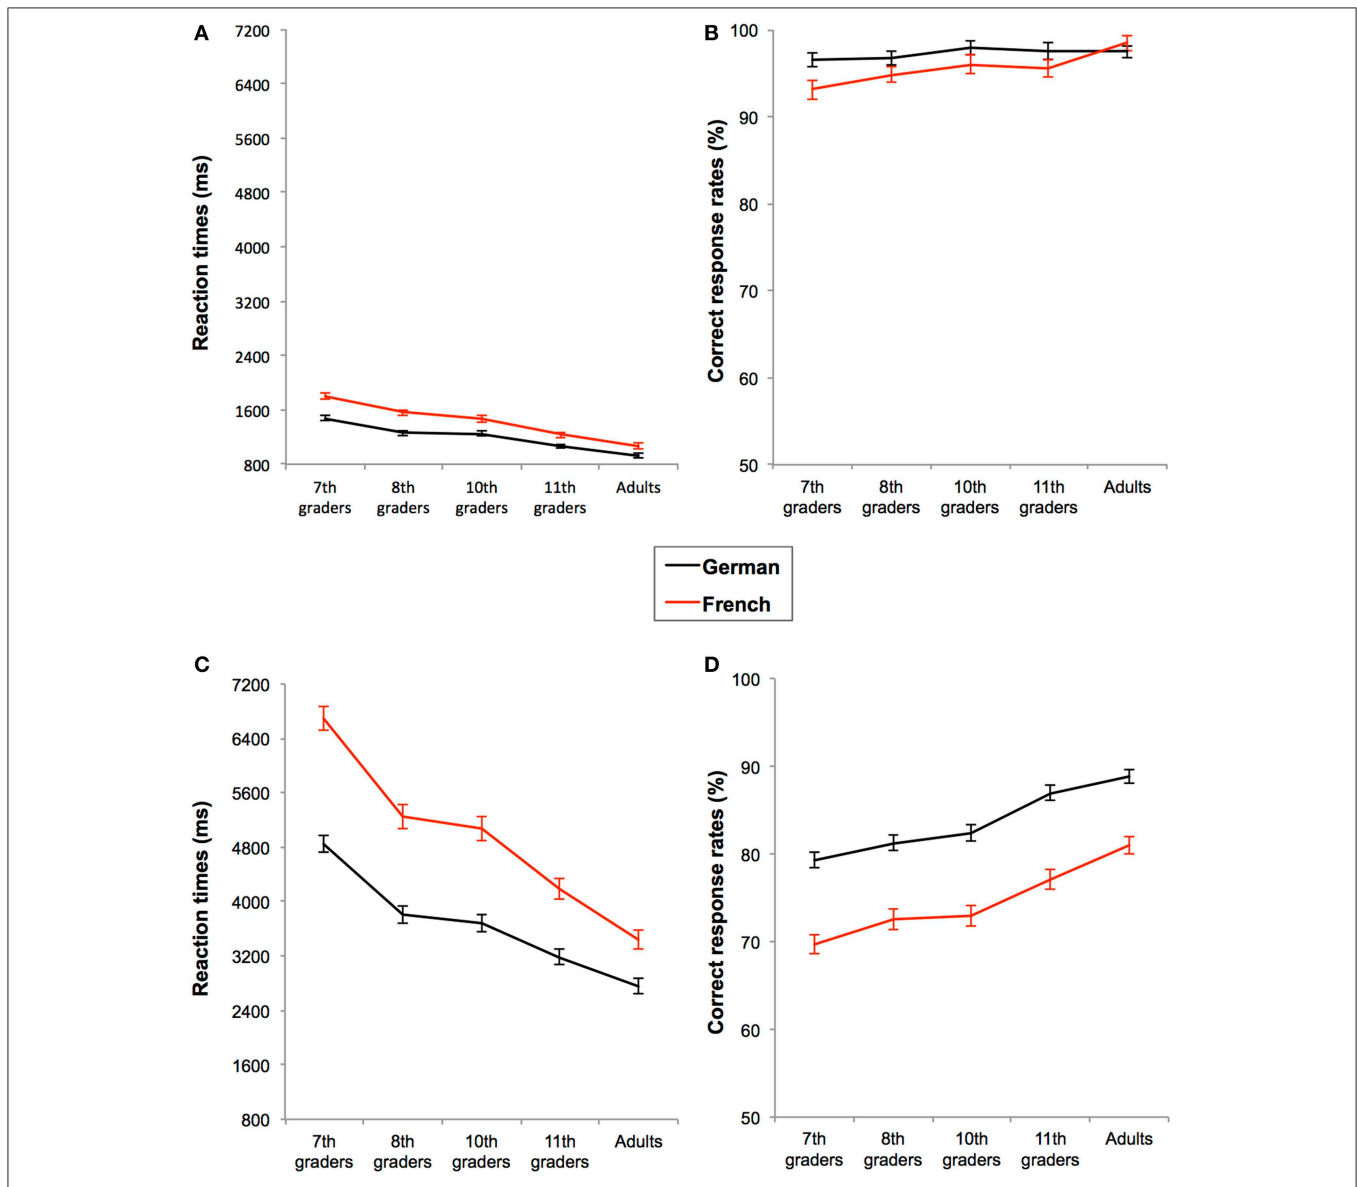 A
Reaction times (ms)
7200
6400
5600
4800
4000
3200
2400
1600
800
7th graders
8th graders
10th graders
11th graders
Adults
B
Correct response rates (%)
100
90
80
70
60
50
7th graders
8th graders
10th graders
11th graders
Adults
German
French
C
Reaction times (ms)
7200
6400
5600
4800
4000
3200
2400
1600
800
7th graders
8th graders
10th graders
11th graders
Adults
D
Correct response rates (%)
100
90
80
70
60
50
7th graders
8th graders
10th graders
11th graders
Adults